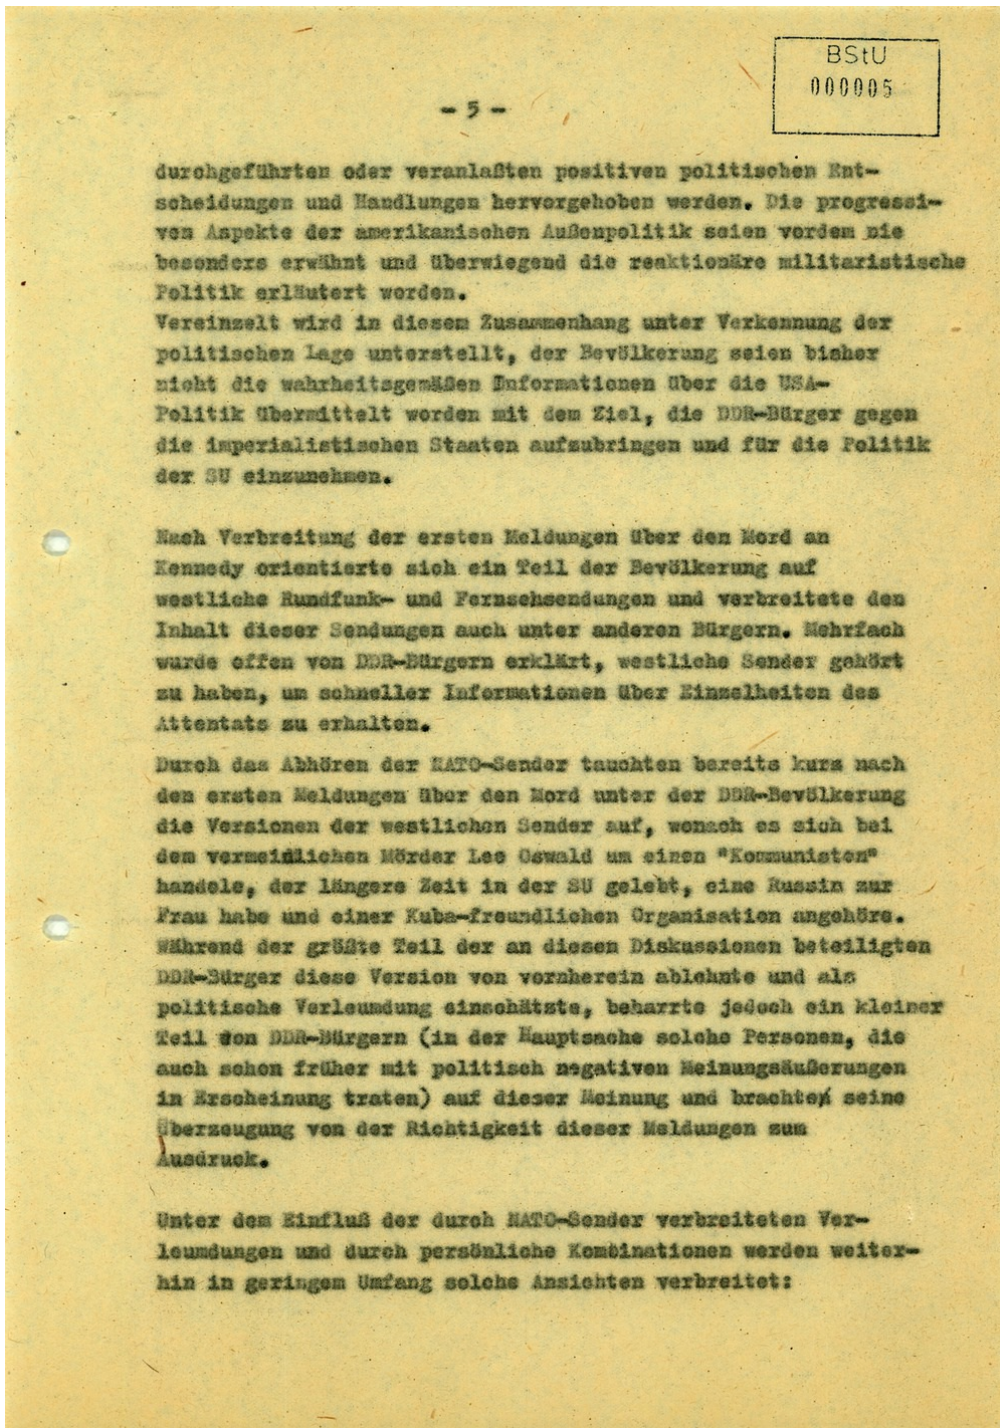 BStU
000005
- 5 -
durchgeführten oder veranlaßten positiven politischen Ent-
scheidungen und Handlungen hervorgehoben werden. Die progressi-
ven Aspekte der amerikanischen Außenpolitik seien vordem nie
besonders erwähnt und überwiegend die reaktionäre militaristische
Politik erläutert worden.
Vereinzelt wird in diesem Zusammenhang unter Verkennung der
politischen Lage unterstellt, der Bevölkerung seien bisher
nicht die wahrheitsgemäßen Informationen über die USA-
Politik übermittelt worden mit dem Ziel, die DDR-Bürger gegen
die imperialistischen Staaten aufzubringen und für die Politik
der SU einzunehmen.
Nach Verbreitung der ersten Meldungen über den Mord an
Kennedy orientierte sich ein Teil der Bevölkerung auf
westliche Rundfunk- und Fernsehsendungen und verbreitete den
Inhalt dieser Sendungen auch unter anderen Bürgern. Mehrfach
wurde offen von DDR-Bürgern erklärt, westliche Sender gehört
zu haben, um schneller Informationen über Einzelheiten des
Attentats zu erhalten.
Durch das Abhören der NATO-Sender tauchten bereits kurz nach
den ersten Meldungen über den Mord unter der DDR-Bevölkerung
die Versionen der westlichen Sender auf, wonach es sich bei
dem vermeidlichen Mörder Lee Oswald um einen "Kommunisten"
handele, der längere Zeit in der SU gelebt, eine Russin zur
Frau habe und einer Kuba-freundlichen Organisation angehöre.
Während der größte Teil der an diesen Diskussionen beteiligten
DDR-Bürger diese Version von vornherein ablehnte und als
politische Verleumdung einschätzte, beharrte jedoch ein kleiner
Teil von DDR-Bürgern (in der Hauptsache solche Personen, die
auch schon früher mit politisch negativen Meinungsäußerungen
in Erscheinung traten) auf dieser Meinung und brachte seine
Überzeugung von der Richtigkeit dieser Meldungen zum
Ausdruck.
Unter dem Einfluß der durch NATO-Sender verbreiteten Ver-
leumdungen und durch persönliche Kombinationen werden weiter-
hin in geringem Umfang solche Ansichten verbreitet: